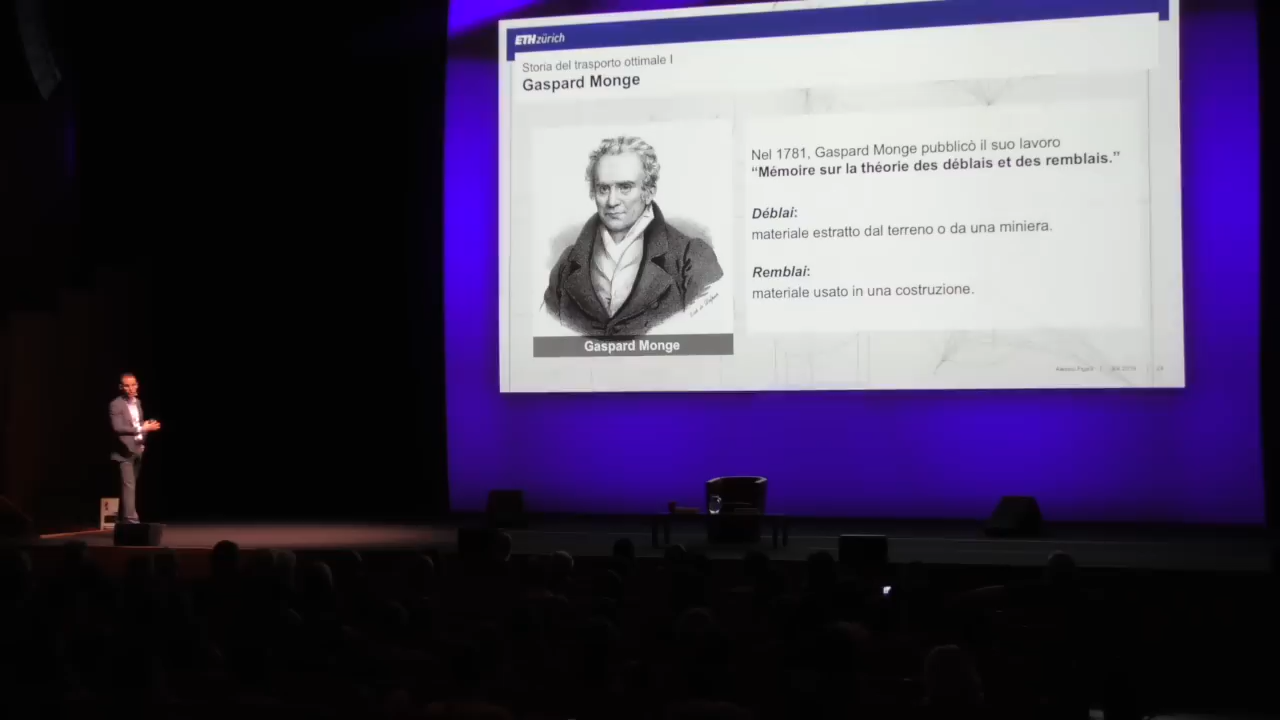 ETH zürich
Storia del trasporto ottimale I
Gaspard Monge
Nel 1781, Gaspard Monge pubblicò il suo lavoro
“Mémoire sur la théorie des déblais et des remblais.”
Déblai:
materiale estratto dal terreno o da una miniera.
Remblai:
materiale usato in una costruzione.
Gaspard Monge